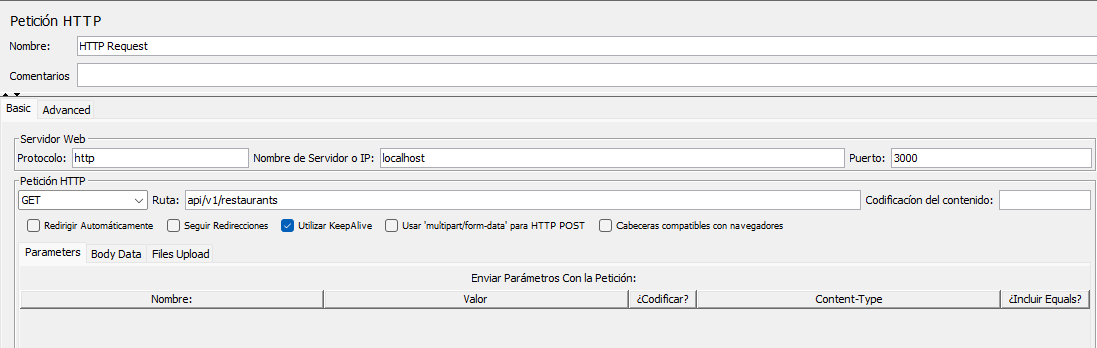 Petición HTTP
Nombre: HTTP Request
Comentarios
Basic Advanced
Servidor Web
Protocolo: http Nombre de Servidor o IP: localhost Puerto: 3000
Petición HTTP
GET Ruta: api/v1/restaurants Codificacíon del contenido:
Redirigir Automáticamente Seguir Redirecciones Utilizar KeepAlive Usar 'multipart/form-data' para HTTP POST Cabeceras compatibles con navegadores
Parameters Body Data Files Upload
Enviar Parámetros Con la Petición:
Nombre: Valor ¿Codificar? Content-Type ¿Incluir Equals?